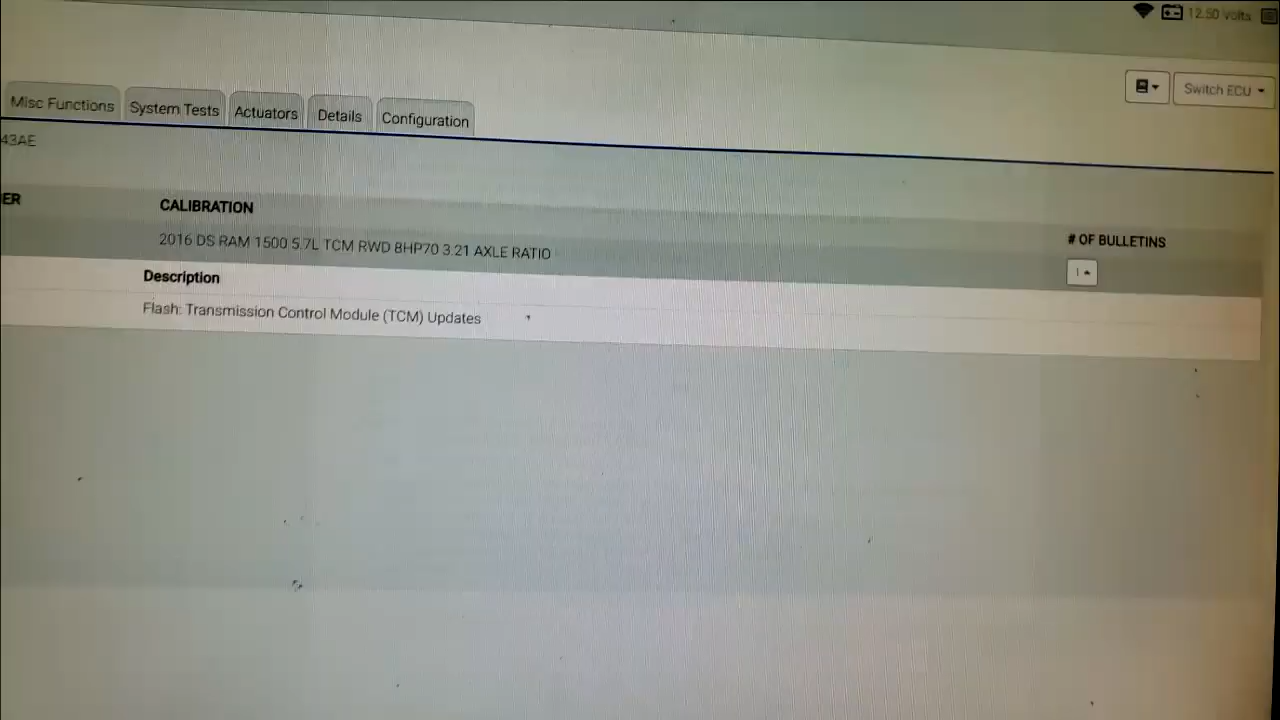 12.50 volts
Misc Functions System Tests Actuators Details Configuration Switch ECU
43AE
ER CALIBRATION # OF BULLETINS
2016 DS RAM 1500 5.7L TCM RWD 8HP70 3.21 AXLE RATIO
Description
Flash: Transmission Control Module (TCM) Updates